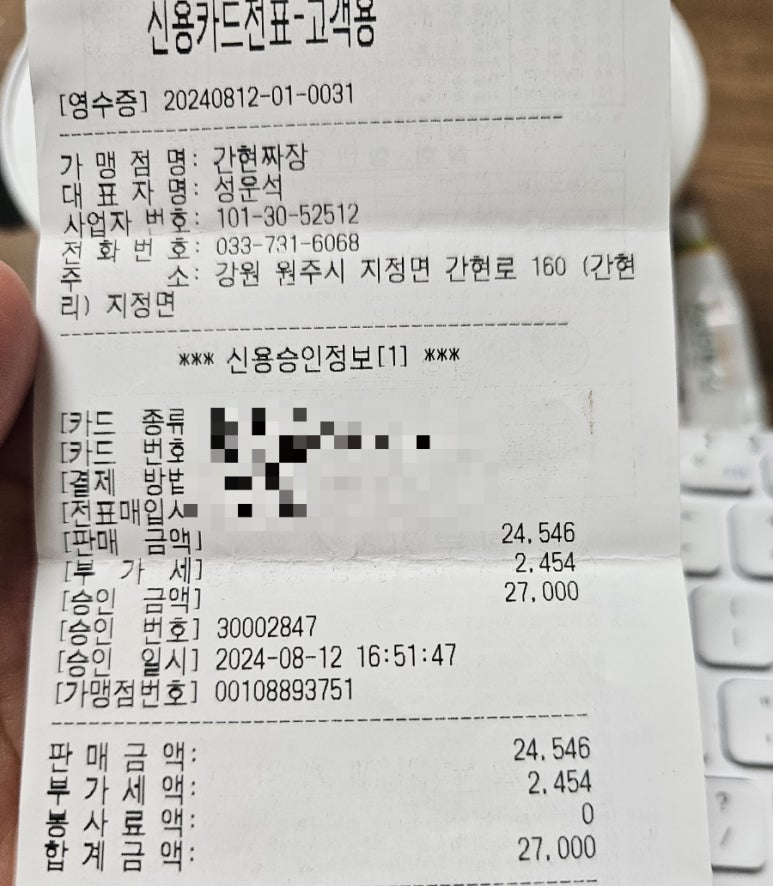 신용카드전표-고객용
[영수증] 20240812-01-0031
가 맹 점 명: 간현짜장
대 표 자 명: 성운석
사업자 번호: 101-30-52512
전 화 번 호: 033-731-6068
주 소: 강원 원주시 지정면 간현로 160 (간현
리) 지정면
*** 신용승인정보[1] ***
[카드 종류
[카드 번호
[결제 방법
[전표매입사
[판매 금액] 24,546
[부 가 세] 2,454
[승인 금액] 27,000
[승인 번호] 30002847
[승인 일시] 2024-08-12 16:51:47
[가맹점번호] 00108893751
판 매 금 액: 24,546
부 가 세 액: 2,454
봉 사 료 액: 0
합 계 금 액: 27,000